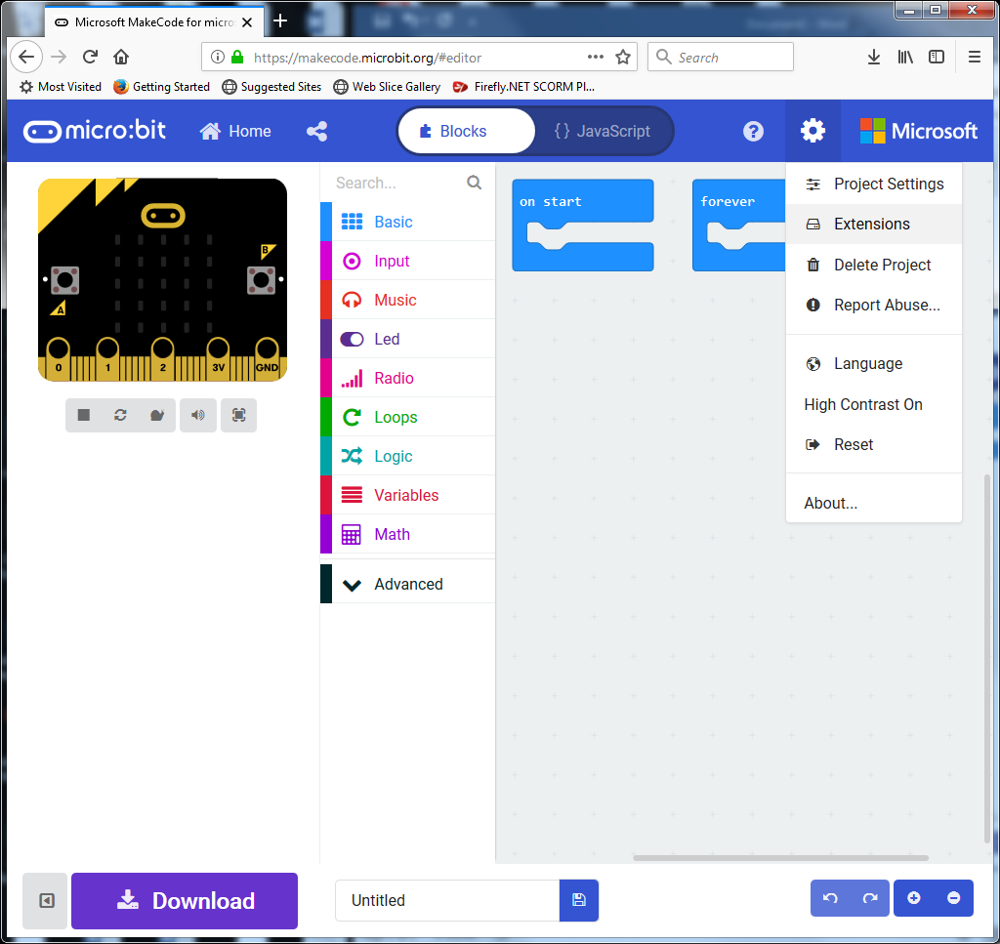 Microsoft MakeCode for micro:
https://makecode.microbit.org/#editor
Search
Most Visited
Getting Started
Suggested Sites
Web Slice Gallery
Firefly.NET SCORM Pl...
micro:bit
Home
Blocks
{} JavaScript
?
Microsoft
B
A
0
1
2
3V
GND
Search...
Basic
Input
Music
Led
Radio
Loops
Logic
Variables
Math
Advanced
on start
forever
Project Settings
Extensions
Delete Project
Report Abuse...
Language
High Contrast On
Reset
About...
Download
Untitled